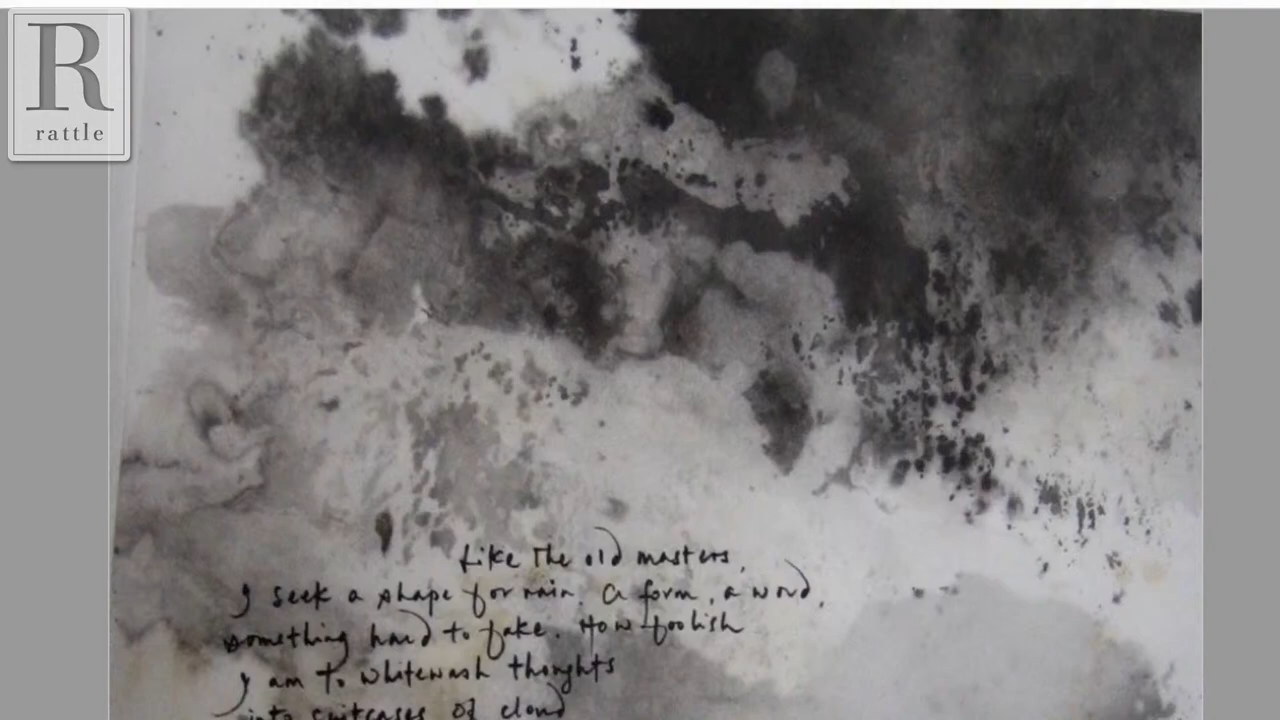 R
rattle
Like the old masters,
I seek a shape for rain. A form, a word,
something hard to fake. How foolish
I am to whitewash thoughts
into suitcases of cloud